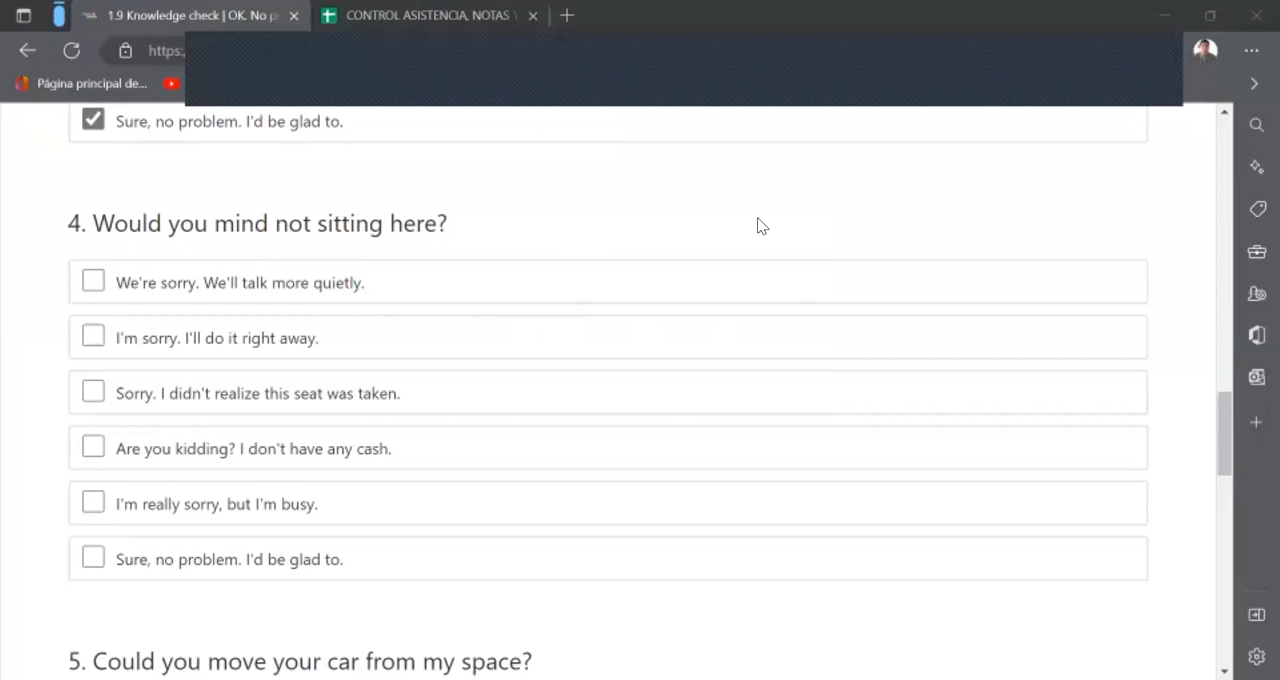 1.9 Knowledge check | OK. No p
CONTROL ASISTENCIA, NOTAS
https:
Página principal de...
Sure, no problem. I'd be glad to.
4. Would you mind not sitting here?
We're sorry. We'll talk more quietly.
I'm sorry. I'll do it right away.
Sorry. I didn't realize this seat was taken.
Are you kidding? I don't have any cash.
I'm really sorry, but I'm busy.
Sure, no problem. I'd be glad to.
5. Could you move your car from my space?